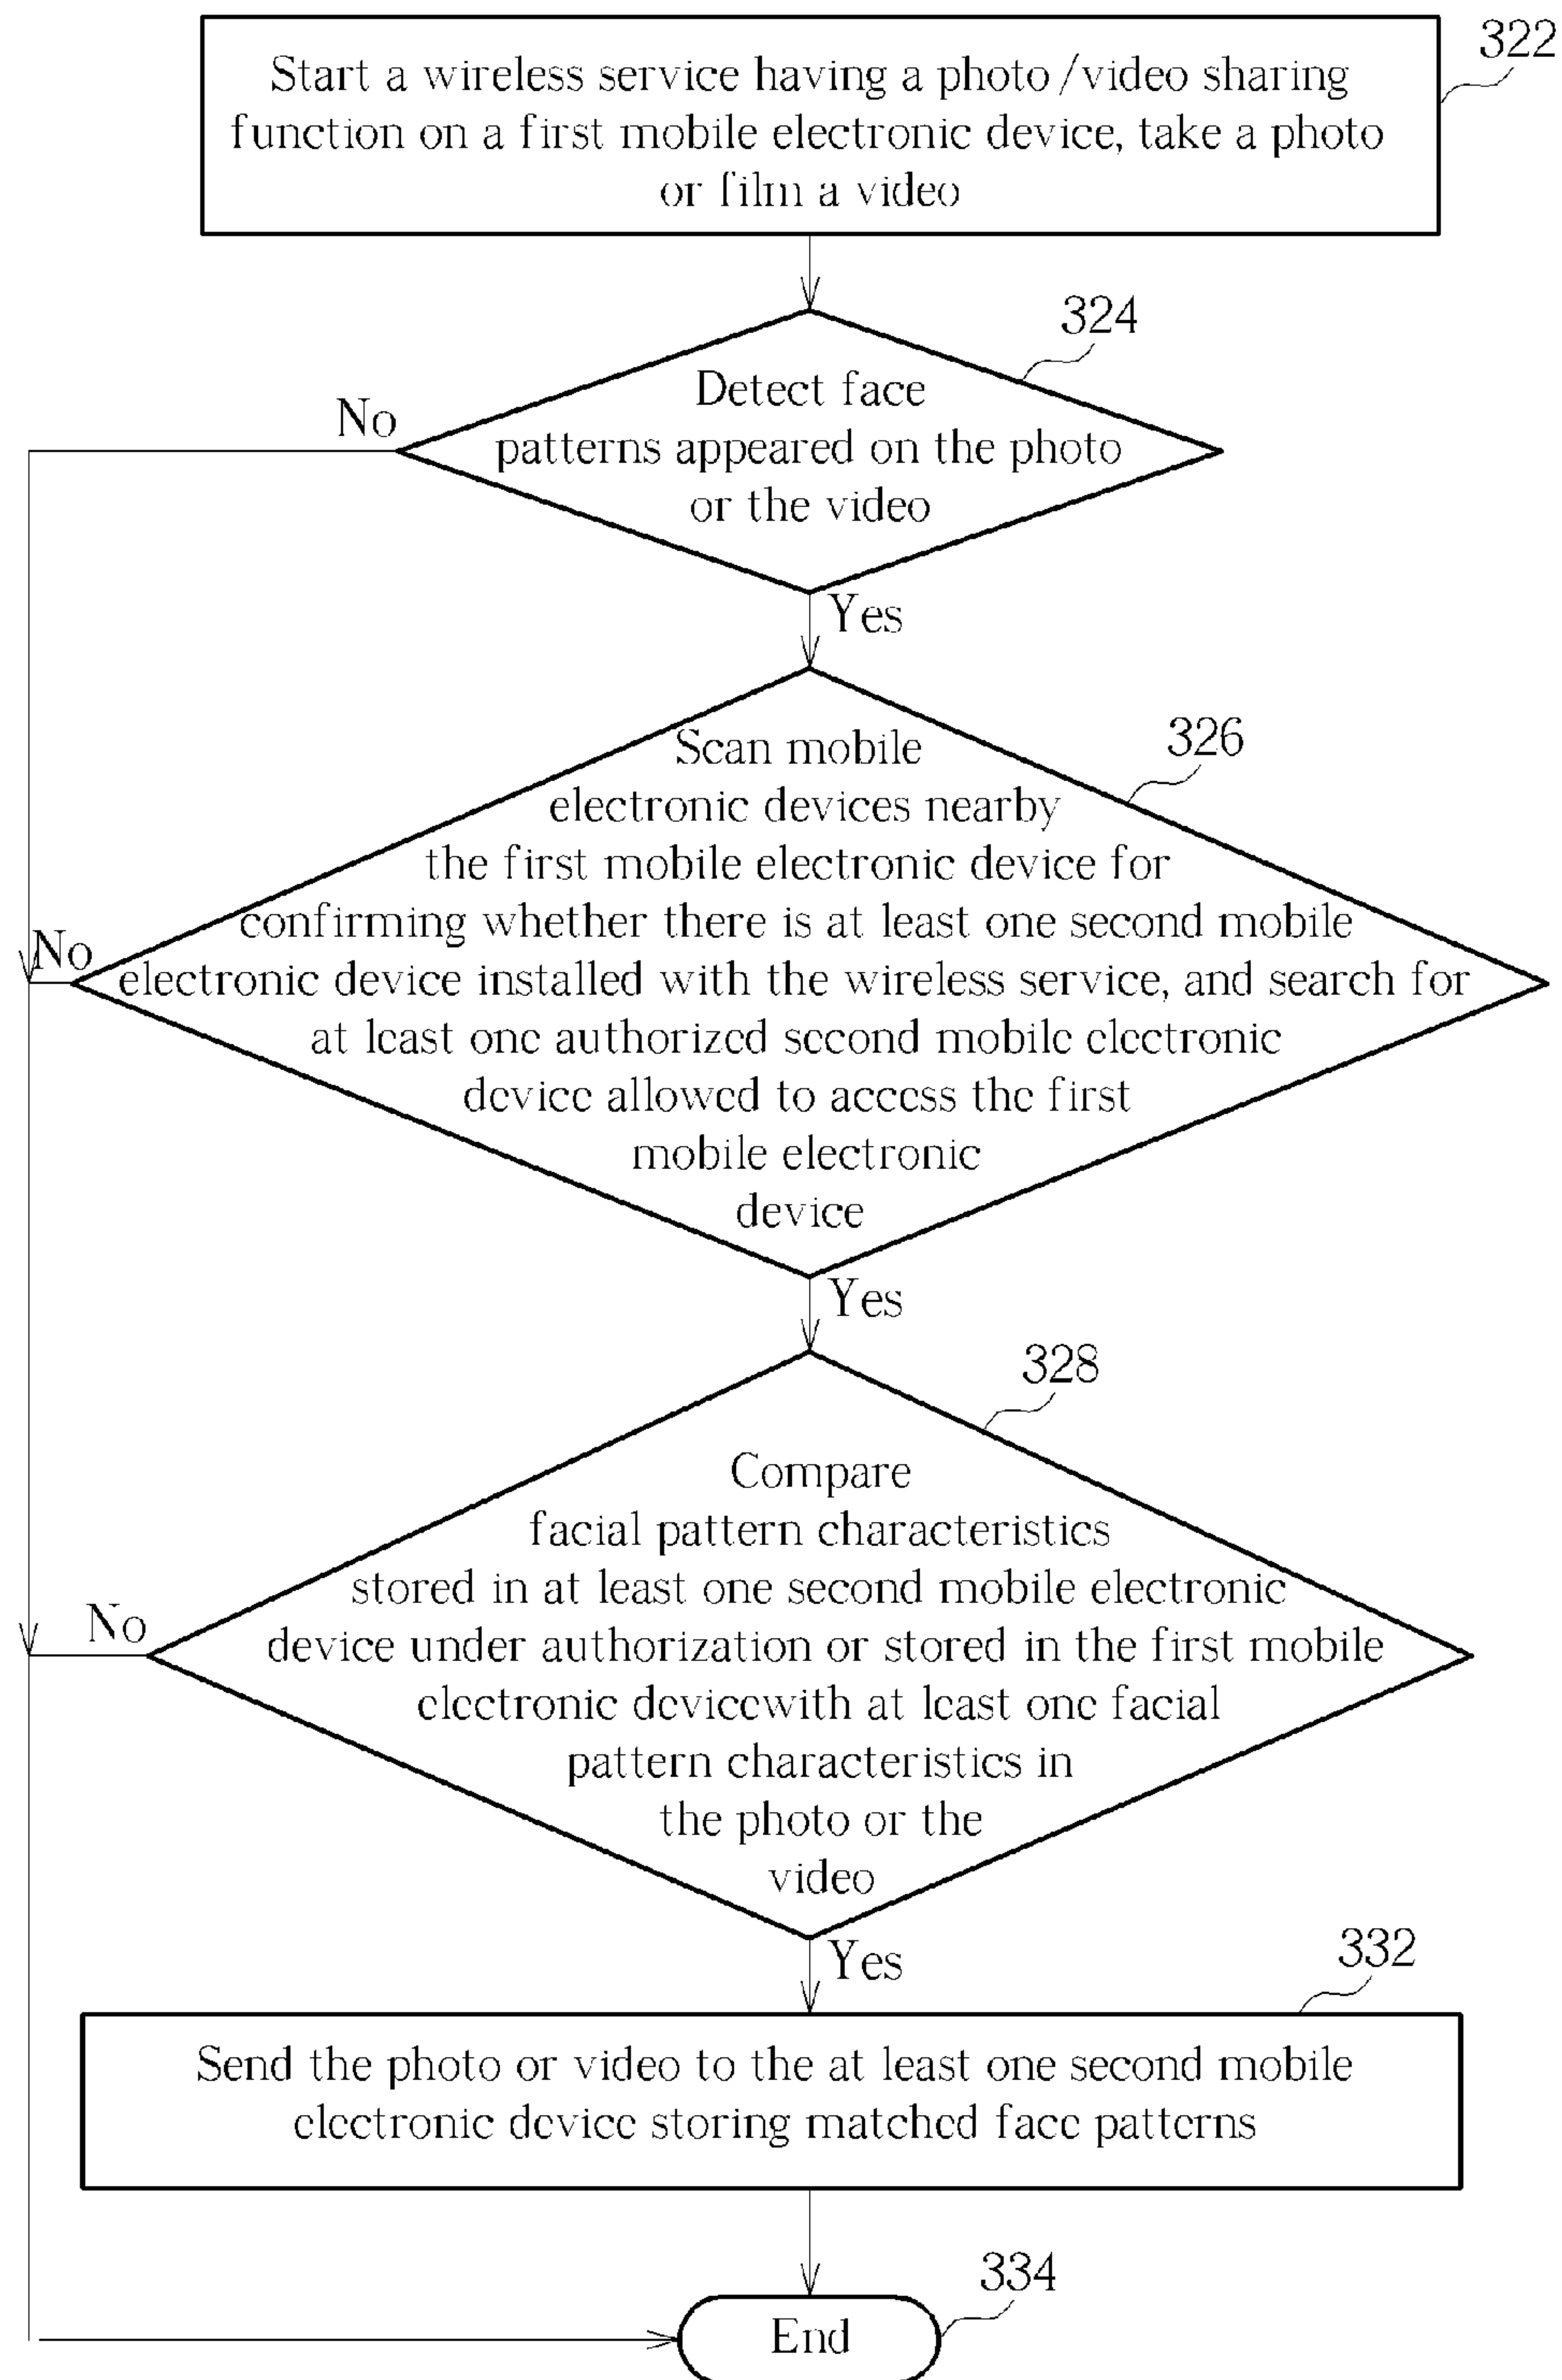 322
Start a wireless service having a photo/video sharing
function on a first mobile electronic device, take a photo
or film a video
324
Detect face
patterns appeared on the photo
or the video
No
Yes
326
Scan mobile
electronic devices nearby
the first mobile electronic device for
confirming whether there is at least one second mobile
electronic device installed with the wireless service, and search for
at least one authorized second mobile electronic
device allowed to access the first
mobile electronic
device
No
Yes
328
Compare
facial pattern characteristics
stored in at least one second mobile electronic
device under authorization or stored in the first mobile
electronic devicewith at least one facial
pattern characteristics in
the photo or the
video
No
Yes
332
Send the photo or video to the at least one second mobile
electronic device storing matched face patterns
334
End